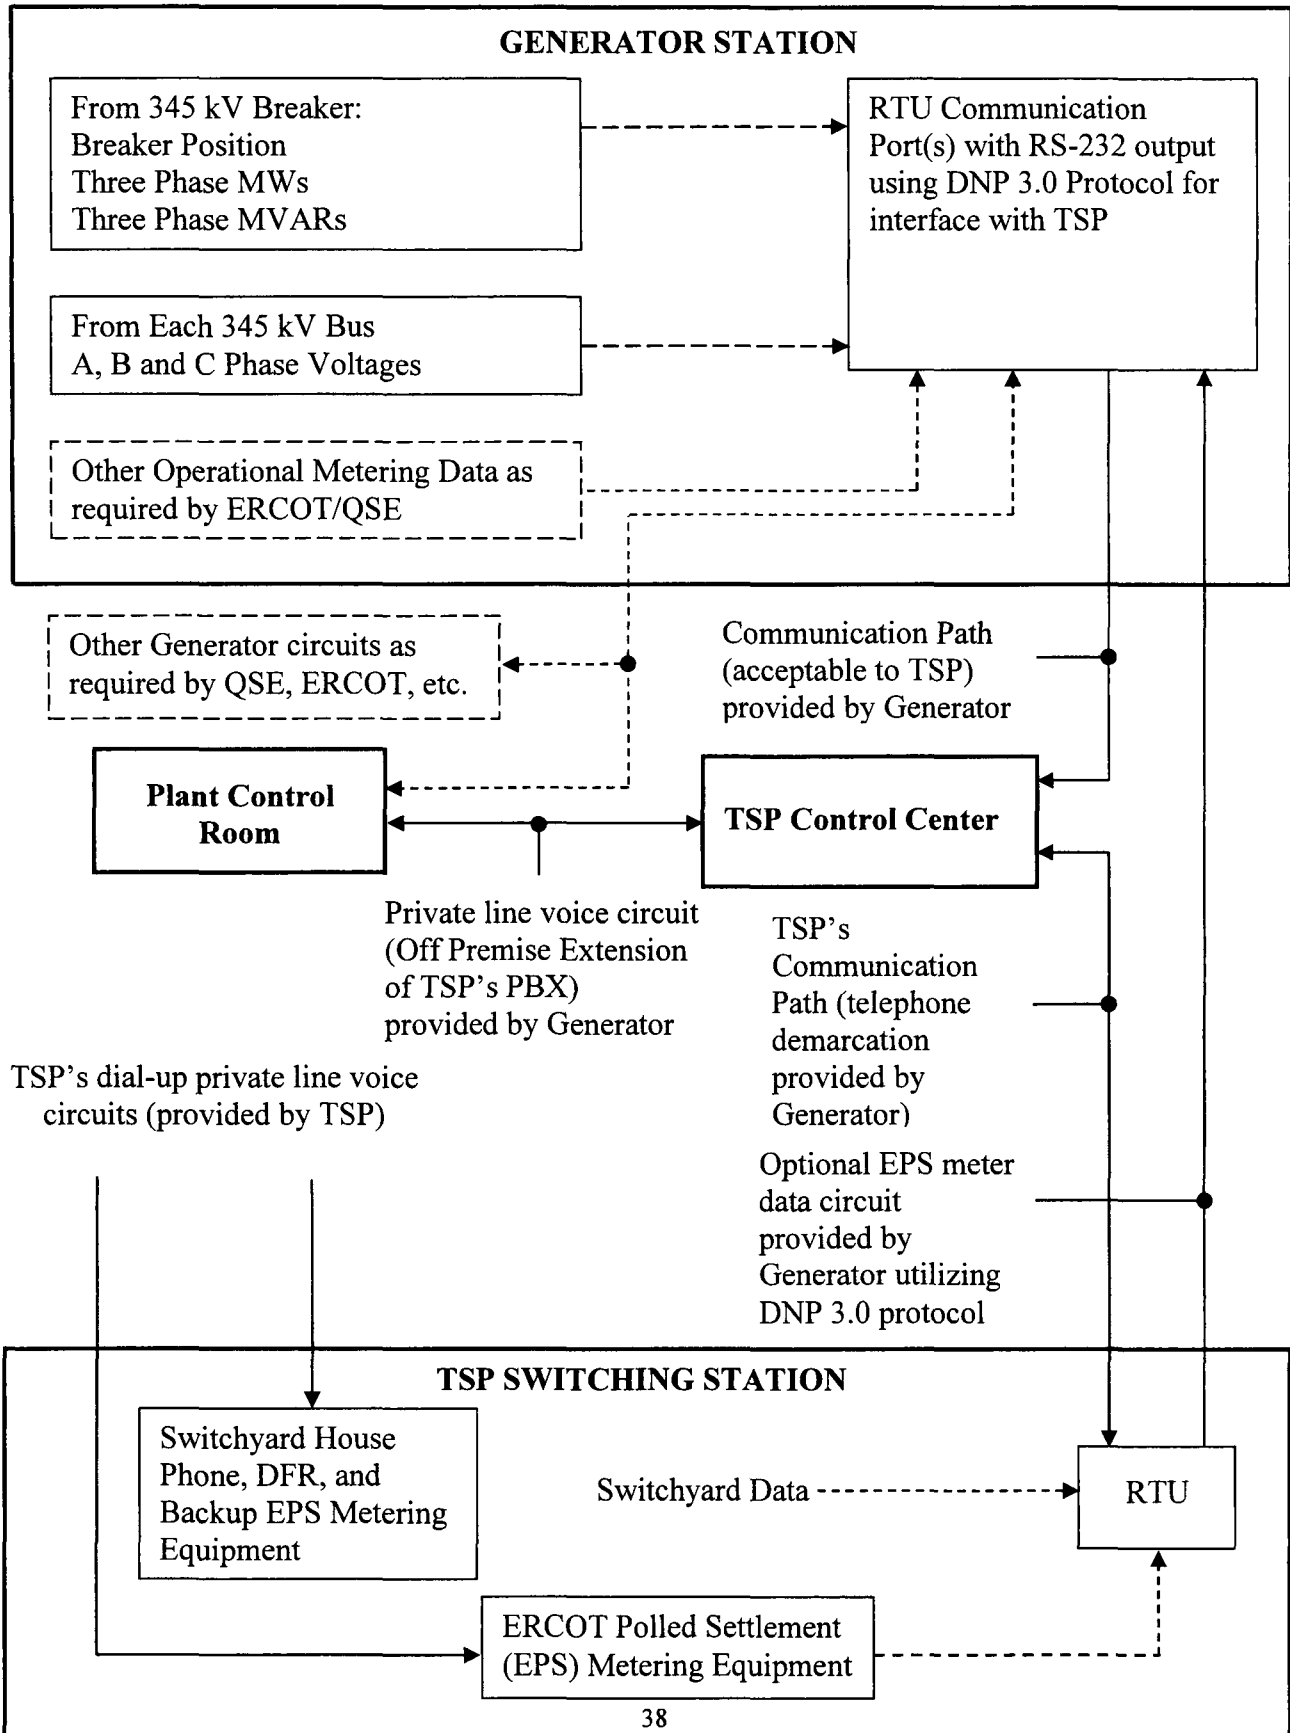 GENERATOR STATION
From 345 kV Breaker:
Breaker Position
Three Phase MWs
Three Phase MVARs
RTU Communication
Port(s) with RS-232 output
using DNP 3.0 Protocol for
interface with TSP
From Each 345 kV Bus
A, B and C Phase Voltages
Other Operational Metering Data as
required by ERCOT/QSE
Other Generator circuits as
required by QSE, ERCOT, etc.
Communication Path
(acceptable to TSP)
provided by Generator
Plant Control
Room
TSP Control Center
Private line voice circuit
(Off Premise Extension
of TSP's PBX)
provided by Generator
TSP's
Communication
Path (telephone
demarcation
provided by
Generator)
TSP's dial-up private line voice
circuits (provided by TSP)
Optional EPS meter
data circuit
provided by
Generator utilizing
DNP 3.0 protocol
TSP SWITCHING STATION
Switchyard House
Phone, DFR, and
Backup EPS Metering
Equipment
Switchyard Data
RTU
ERCOT Polled Settlement
(EPS) Metering Equipment
38